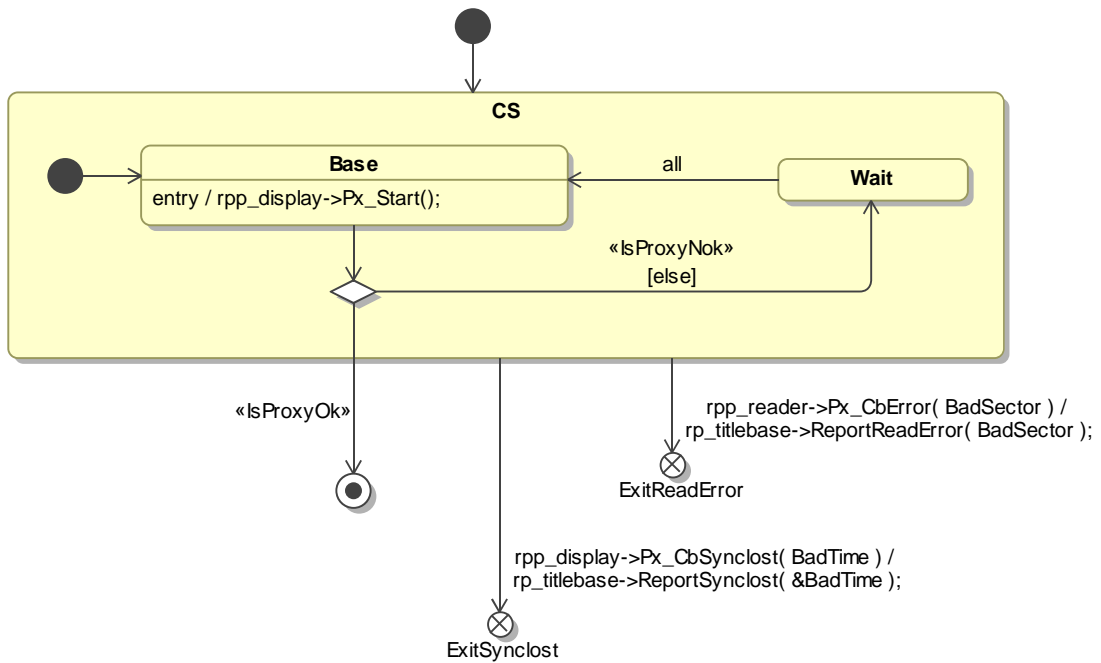 CS
Base
entry / rpp_display->Px_Start();
all
Wait
«IsProxyNok»
[else]
«IsProxyOk»
rpp_reader->Px_CbError( BadSector ) /
rp_titlebase->ReportReadError( BadSector );
ExitReadError
rpp_display->Px_CbSynclost( BadTime ) /
rp_titlebase->ReportSynclost( &BadTime );
ExitSynclost